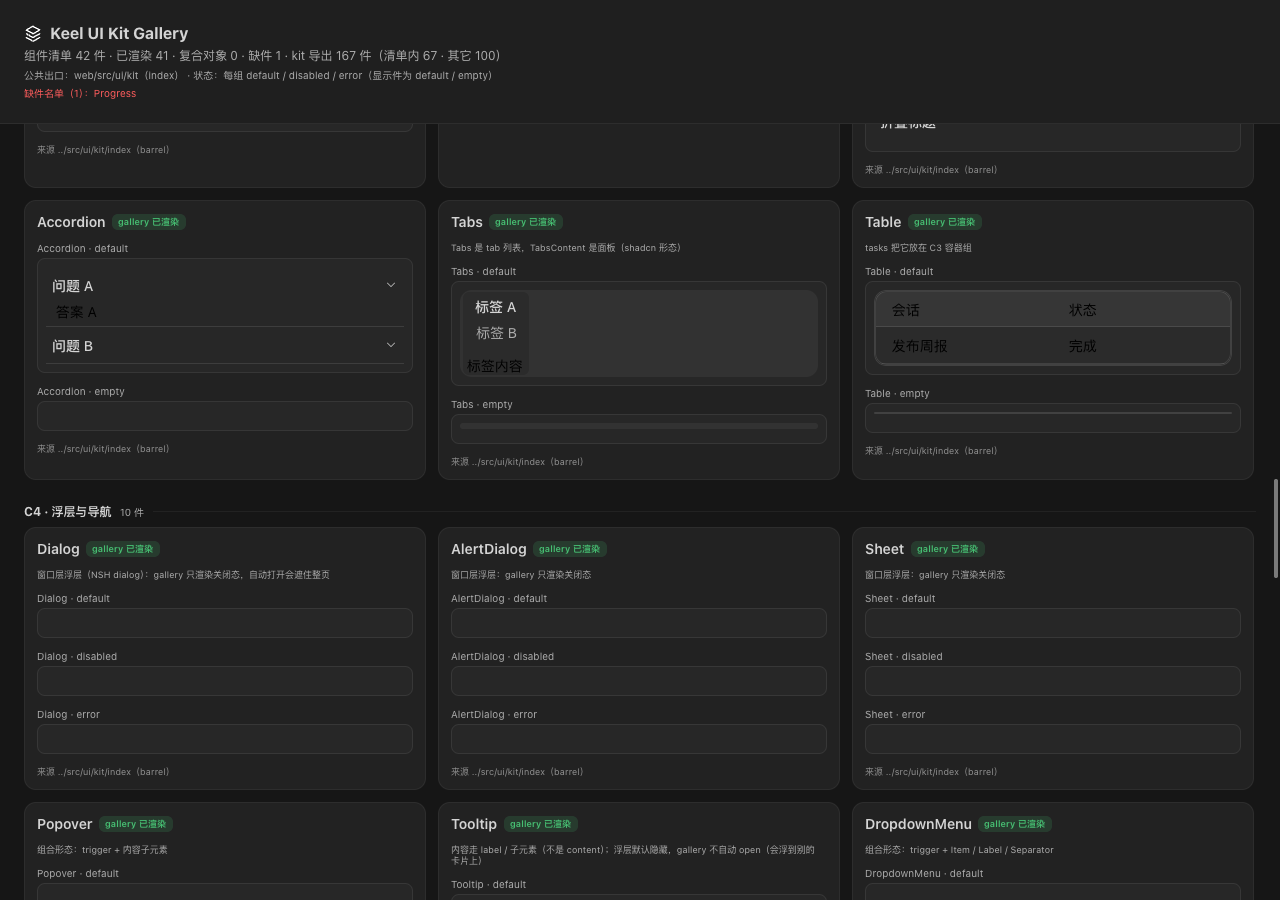 Keel UI Kit Gallery
组件清单 42 件 · 已渲染 41 · 复合对象 0 · 缺件 1 · kit 导出 167 件（清单内 67 · 其它 100）
公共出口：web/src/ui/kit（index） · 状态：每组 default / disabled / error（显示件为 default / empty）
缺件名单（1）：Progress
来源 ../src/ui/kit/index（barrel）
折叠标题
来源 ../src/ui/kit/index（barrel）
Accordion gallery 已渲染
Accordion · default
问题 A
答案 A
问题 B
Accordion · empty
来源 ../src/ui/kit/index（barrel）
Tabs gallery 已渲染
Tabs 是 tab 列表，TabsContent 是面板（shadcn 形态）
Tabs · default
标签 A
标签 B
标签内容
Tabs · empty
来源 ../src/ui/kit/index（barrel）
Table gallery 已渲染
tasks 把它放在 C3 容器组
Table · default
会话 状态
发布周报 完成
Table · empty
来源 ../src/ui/kit/index（barrel）
C4 · 浮层与导航 10 件
Dialog gallery 已渲染
窗口层浮层（NSH dialog）：gallery 只渲染关闭态，自动打开会遮住整页
Dialog · default
Dialog · disabled
Dialog · error
来源 ../src/ui/kit/index（barrel）
AlertDialog gallery 已渲染
窗口层浮层：gallery 只渲染关闭态
AlertDialog · default
AlertDialog · disabled
AlertDialog · error
来源 ../src/ui/kit/index（barrel）
Sheet gallery 已渲染
窗口层浮层：gallery 只渲染关闭态
Sheet · default
Sheet · disabled
Sheet · error
来源 ../src/ui/kit/index（barrel）
Popover gallery 已渲染
组合形态：trigger + 内容子元素
Popover · default
Tooltip gallery 已渲染
内容走 label / 子元素（不是 content）；浮层默认隐藏，gallery 不自动 open（会浮到别的
卡片上）
Tooltip · default
DropdownMenu gallery 已渲染
组合形态：trigger + Item / Label / Separator
DropdownMenu · default